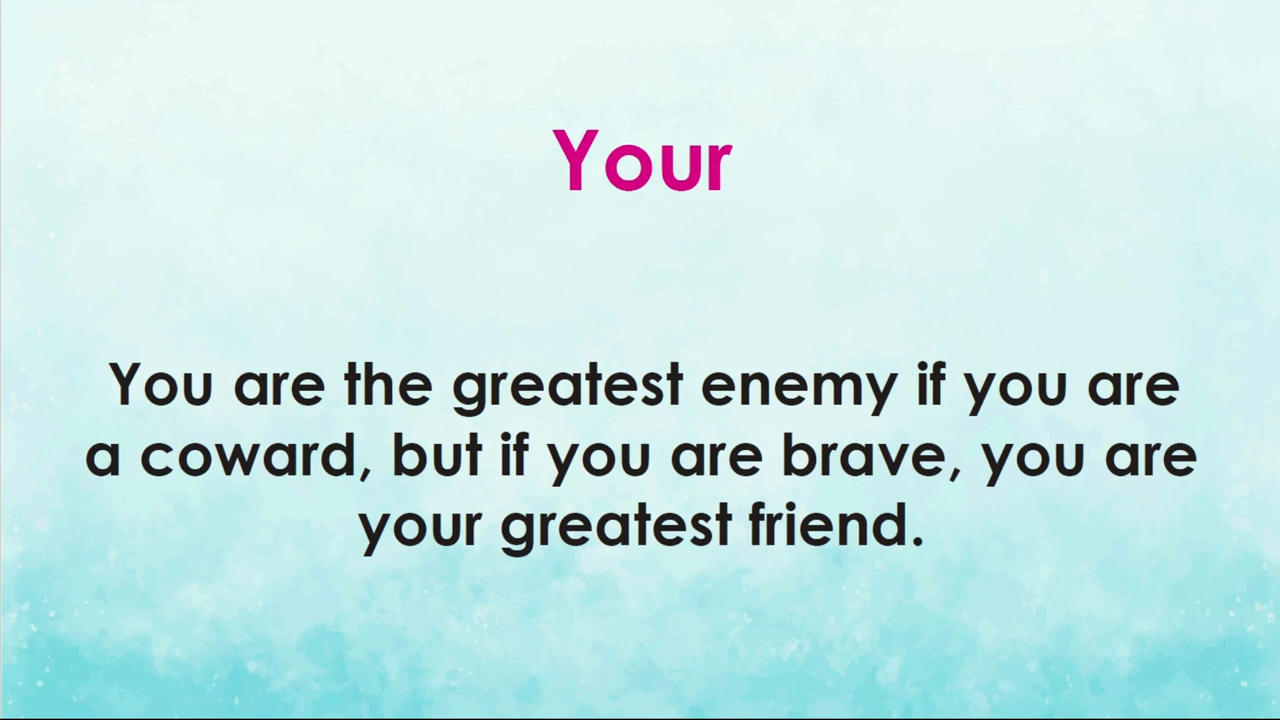 Your
You are the greatest enemy if you are
a coward, but if you are brave, you are
your greatest friend.